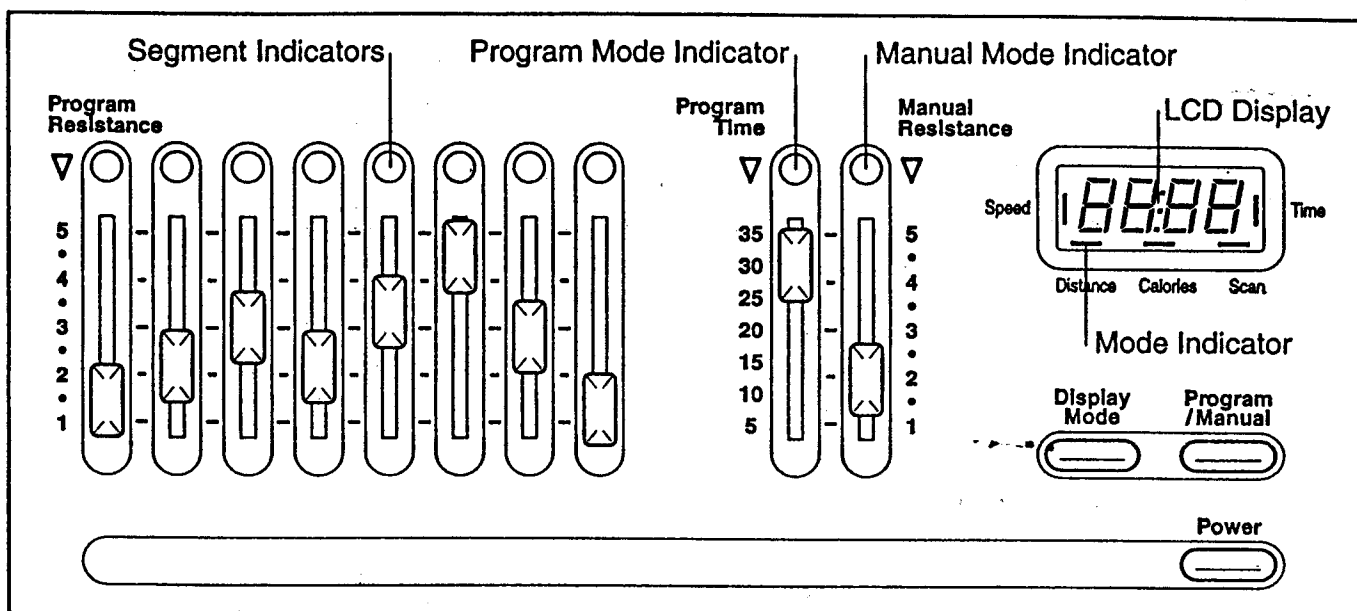 Segment Indicators
Program Mode Indicator
Manual Mode Indicator
Program
Resistance
Program
Time
Manual
Resistance
LCD Display
5
•
4
•
3
•
2
•
1
35
30
25
20
15
10
5
5
•
4
•
3
•
2
•
1
Speed
88:88
Time
Distance
Calories
Scan
Mode Indicator
Display
Mode
Program
/Manual
Power